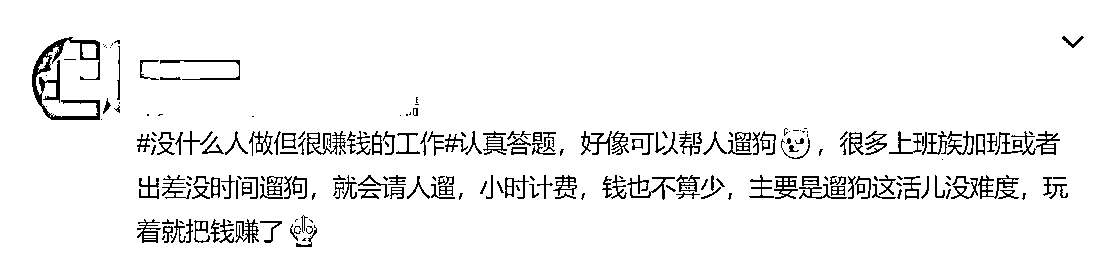 #没什么人做但很赚钱的工作#认真答题，好像可以帮人遛狗，很多上班族加班或者
出差没时间遛狗，就会请人遛，小时计费，钱也不算少，主要是遛狗这活儿没难度，玩
着就把钱赚了